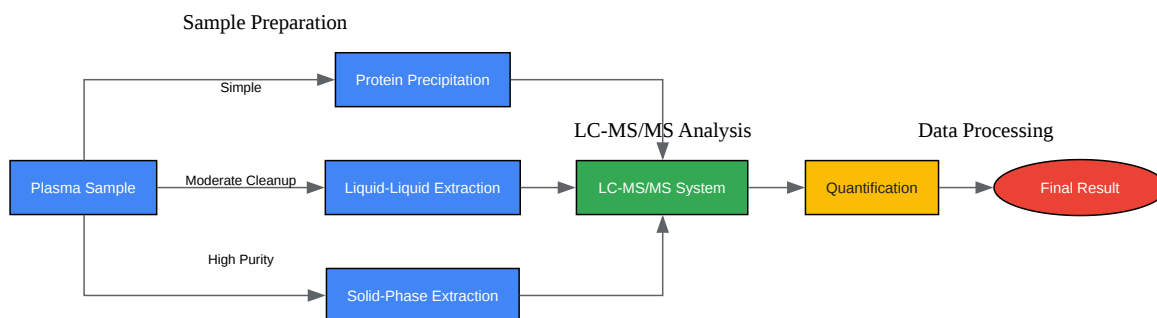 Sample Preparation
Simple
Protein Precipitation
LC-MS/MS Analysis
Data Processing
Plasma Sample
Moderate Cleanup
Liquid-Liquid Extraction
LC-MS/MS System
Quantification
Final Result
High Purity
Solid-Phase Extraction